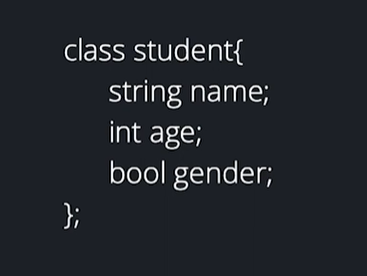 class student{
string name;
int age;
bool gender;
};